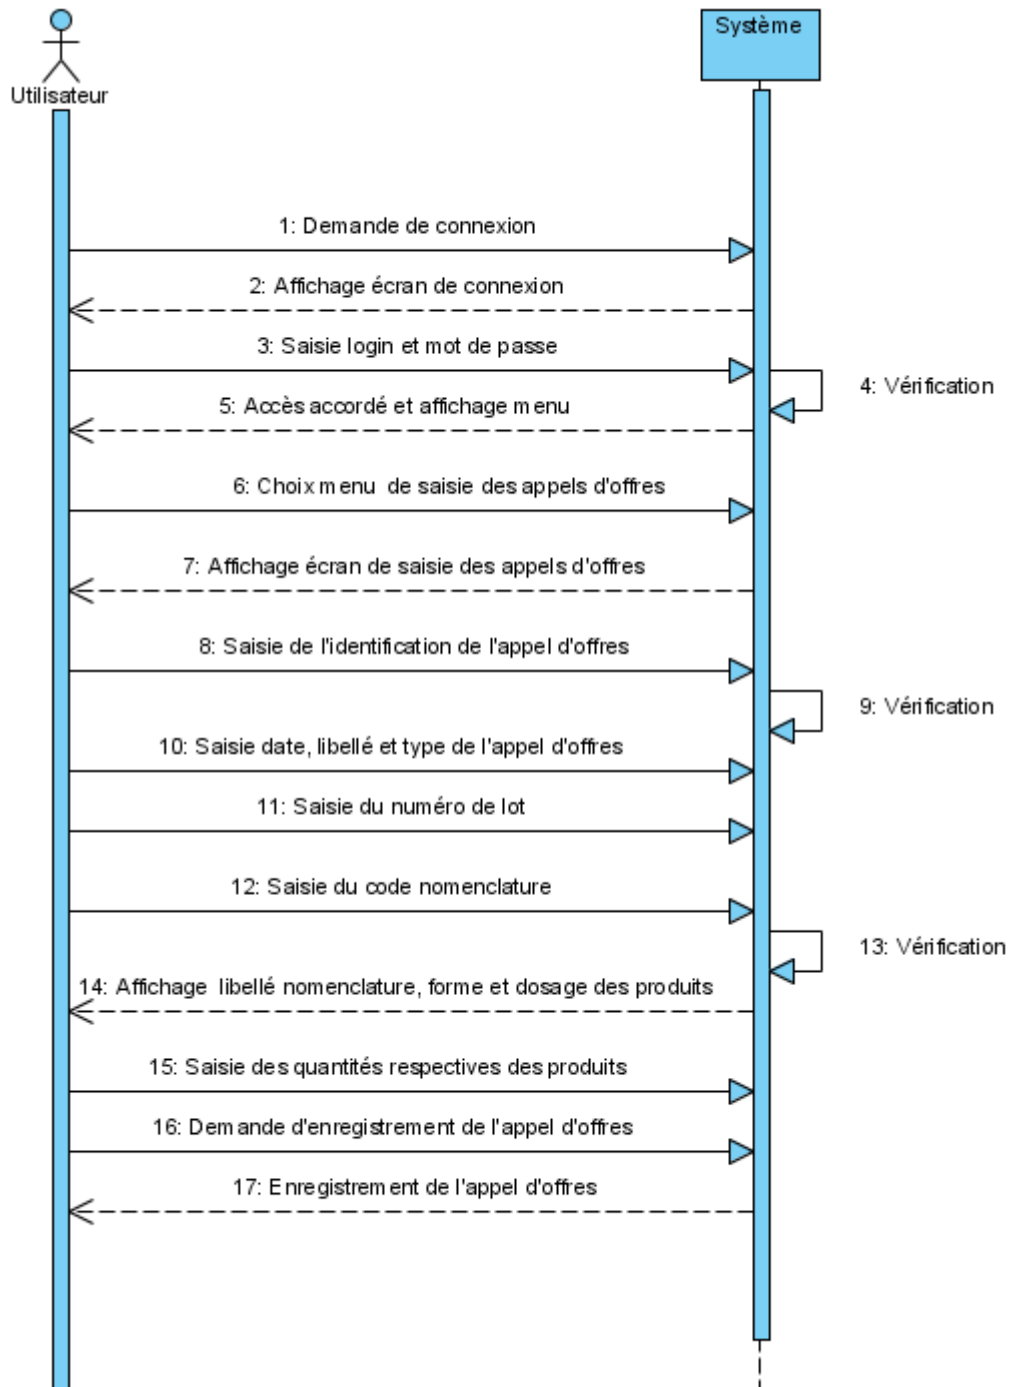 Système
Utilisateur
1: Demande de connexion
2: Affichage écran de connexion
3: Saisie login et mot de passe
4: Vérification
5: Accès accordé et affichage menu
6: Choix menu de saisie des appels d'offres
7: Affichage écran de saisie des appels d'offres
8: Saisie de l'identification de l'appel d'offres
9: Vérification
10: Saisie date, libellé et type de l'appel d'offres
11: Saisie du numéro de lot
12: Saisie du code nomenclature
13: Vérification
14: Affichage libellé nomenclature, forme et dosage des produits
15: Saisie des quantités respectives des produits
16: Demande d'enregistrement de l'appel d'offres
17: Enregistrement de l'appel d'offres